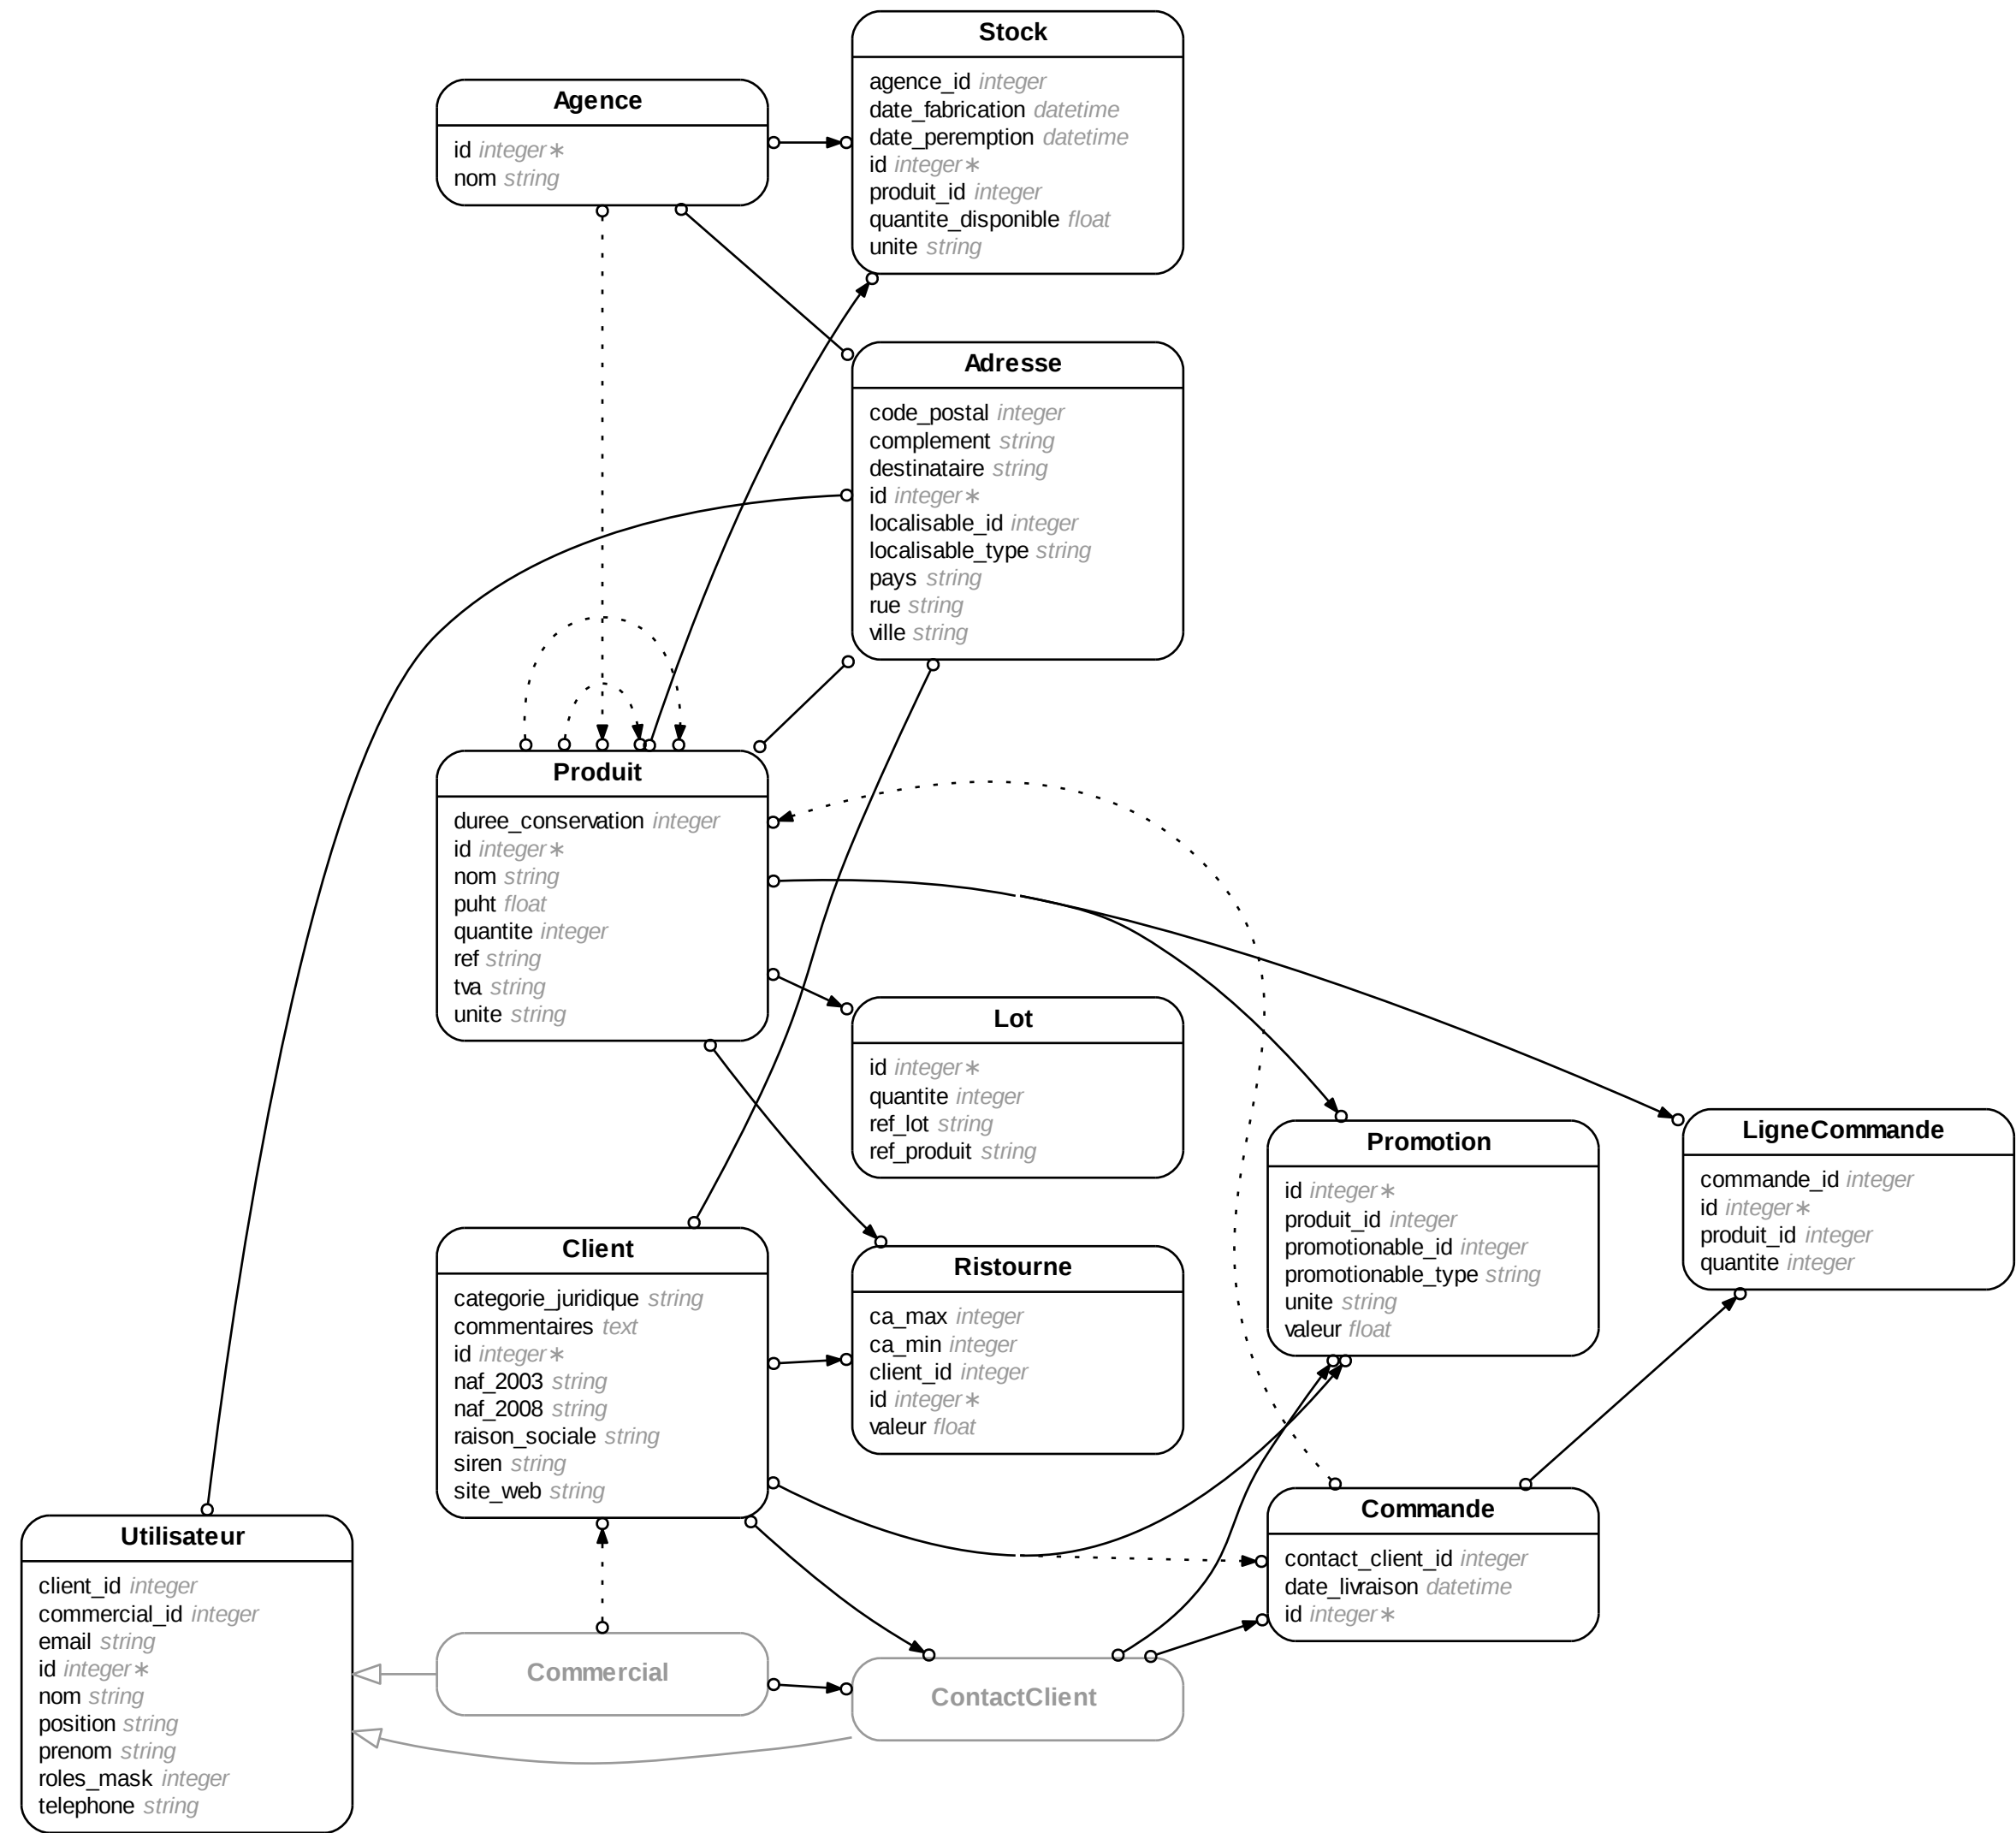 Stock
agence_id integer
date_fabrication datetime
date_peremption datetime
id integer∗
produit_id integer
quantite_disponible float
unite string
Agence
id integer∗
nom string
Adresse
code_postal integer
complement string
destinataire string
id integer∗
localisable_id integer
localisable_type string
pays string
rue string
ville string
Produit
duree_conservation integer
id integer∗
nom string
puht float
quantite integer
ref string
tva string
unite string
Lot
id integer∗
quantite integer
ref_lot string
ref_produit string
Promotion
id integer∗
produit_id integer
promotionable_id integer
promotionable_type string
unite string
valeur float
LigneCommande
commande_id integer
id integer∗
produit_id integer
quantite integer
Client
categorie_juridique string
commentaires text
id integer∗
naf_2003 string
naf_2008 string
raison_sociale string
siren string
site_web string
Ristourne
ca_max integer
ca_min integer
client_id integer
id integer∗
valeur float
Commande
contact_client_id integer
date_livraison datetime
id integer∗
Utilisateur
client_id integer
commercial_id integer
email string
id integer∗
nom string
position string
prenom string
roles_mask integer
telephone string
Commercial
ContactClient